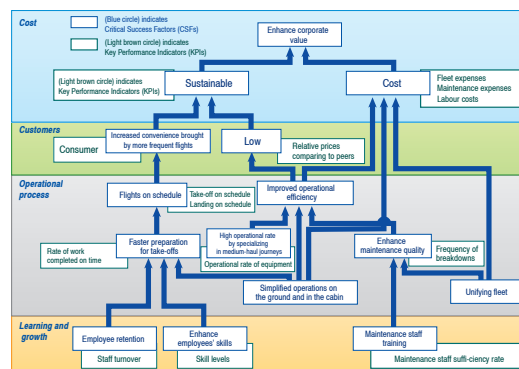 Cost
(Blue circle) indicates
Critical Success Factors (CSFs)
(Light brown circle) indicates
Key Performance Indicators (KPIs)
Enhance corporate
value
(Light brown circle) indicates
Key Performance Indicators (KPIs)
Sustainable
Cost
Fleet expenses
Maintenance expenses
Labour costs
Customers
Consumer
Increased convenience brought
by more frequent flights
Low
Relative prices
comparing to peers
Operational
process
Flights on schedule
Take-off on schedule
Landing on schedule
Improved operational
efficiency
Rate of work
completed on time
Faster preparation
for take-offs
High operational rate
by specializing
in medium-haul journeys
Operational rate of equipment
Enhance
maintenance quality
Frequency of
breakdowns
Simplified operations on
the ground and in the cabin
Unifying fleet
Learning and
growth
Employee retention
Staff turnover
Enhance
employees' skills
Skill levels
Maintenance staff
training
Maintenance staff suffi-ciency rate